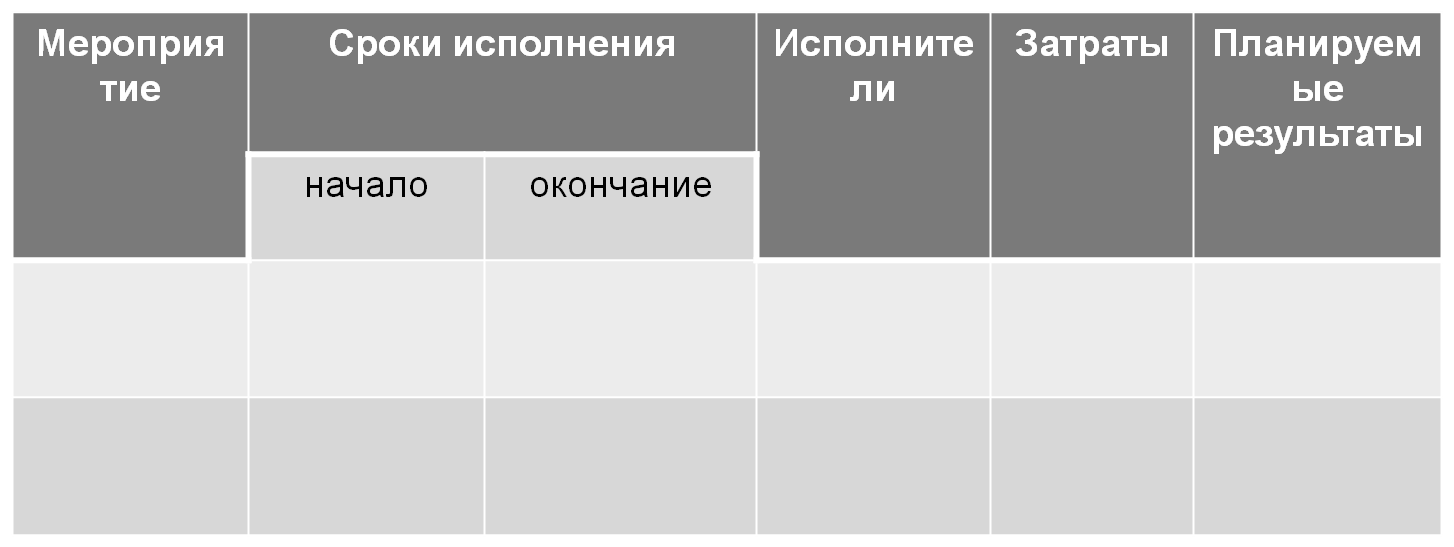 Мероприя
тие
Сроки исполнения
Исполните
ли
Затраты
Планируем
ые
результаты
начало
окончание